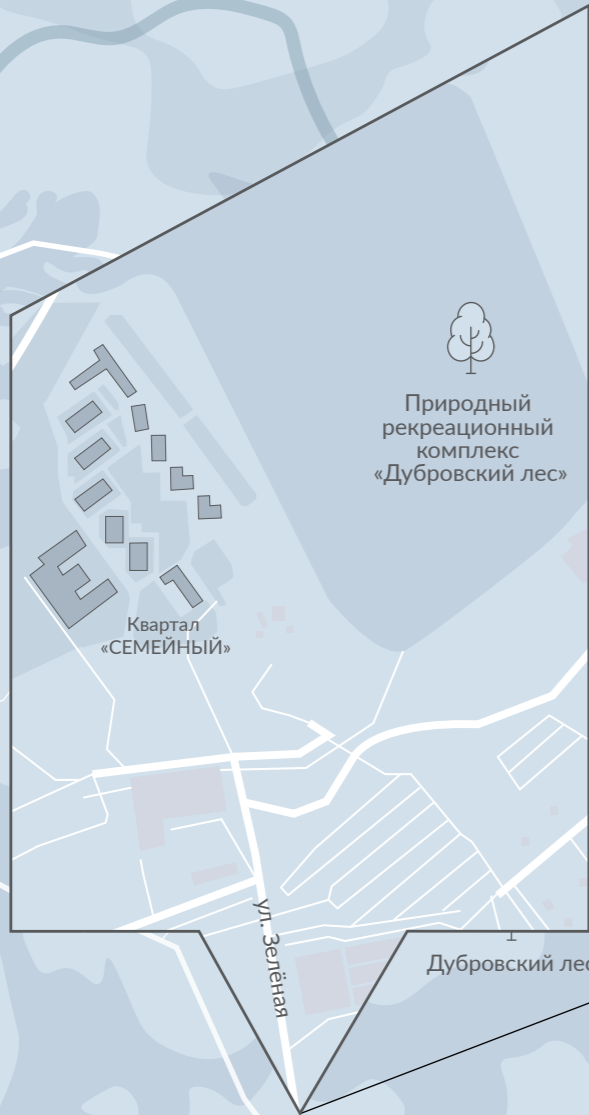 Природный
рекреационный
комплекс
«Дубровский лес»
Квартал
«СЕМЕЙНЫЙ»
ул. Зелёная
Дубровский лес